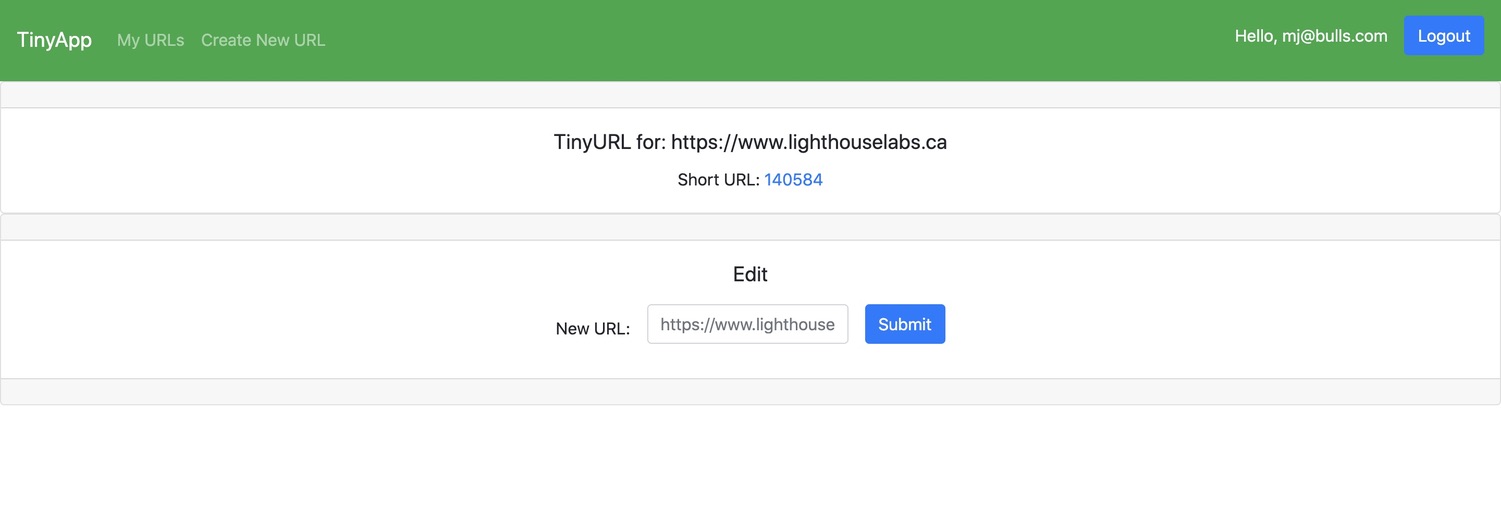 TinyApp My URLs Create New URL Hello, mj@bulls.com Logout
TinyURL for: https://www.lighthouselabs.ca
Short URL: 140584
Edit
New URL: https://www.lighthouse Submit